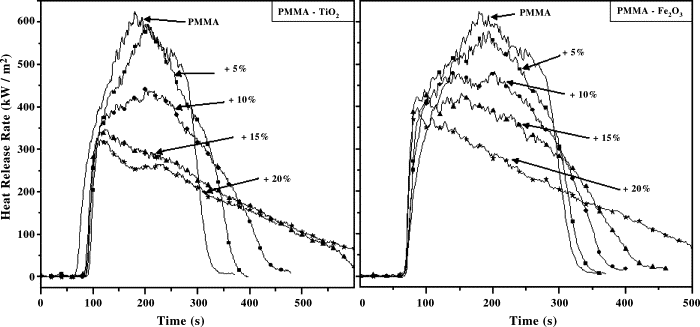 PMMA - TiO2
PMMA - Fe2O3
PMMA
PMMA
+ 5%
+ 10%
+ 15%
+ 20%
+ 5%
+ 10%
+ 15%
+ 20%
Heat Release Rate (kW / m²)
600
500
400
300
200
100
0
0 100 200 300 400 500 600
0 100 200 300 400 500
Time (s)
Time (s)